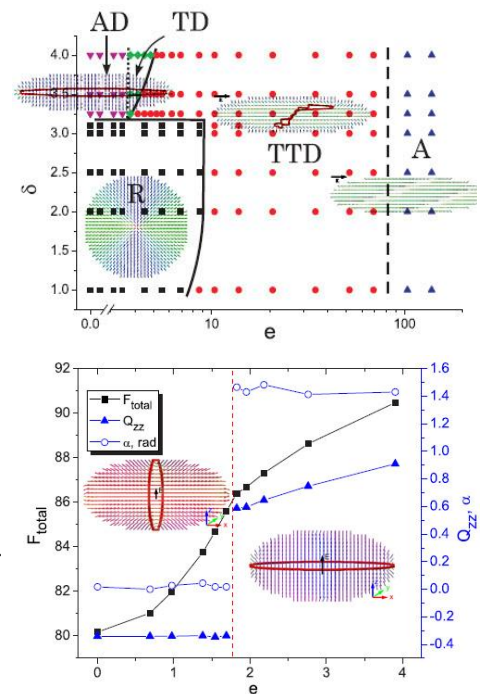 AD TD
4.0
3.5
3.0
2.5
2.0
1.5
1.0
δ
TTD
A
R
0.0 10 100
e
92
90
88
86
84
82
80
F_total
F_total
Q_zz
α, rad
1.6
1.4
1.2
1.0
0.8
0.6
0.4
0.2
0.0
-0.2
-0.4
Q_zz, α
E
x
x
0 1 2 3 4
e